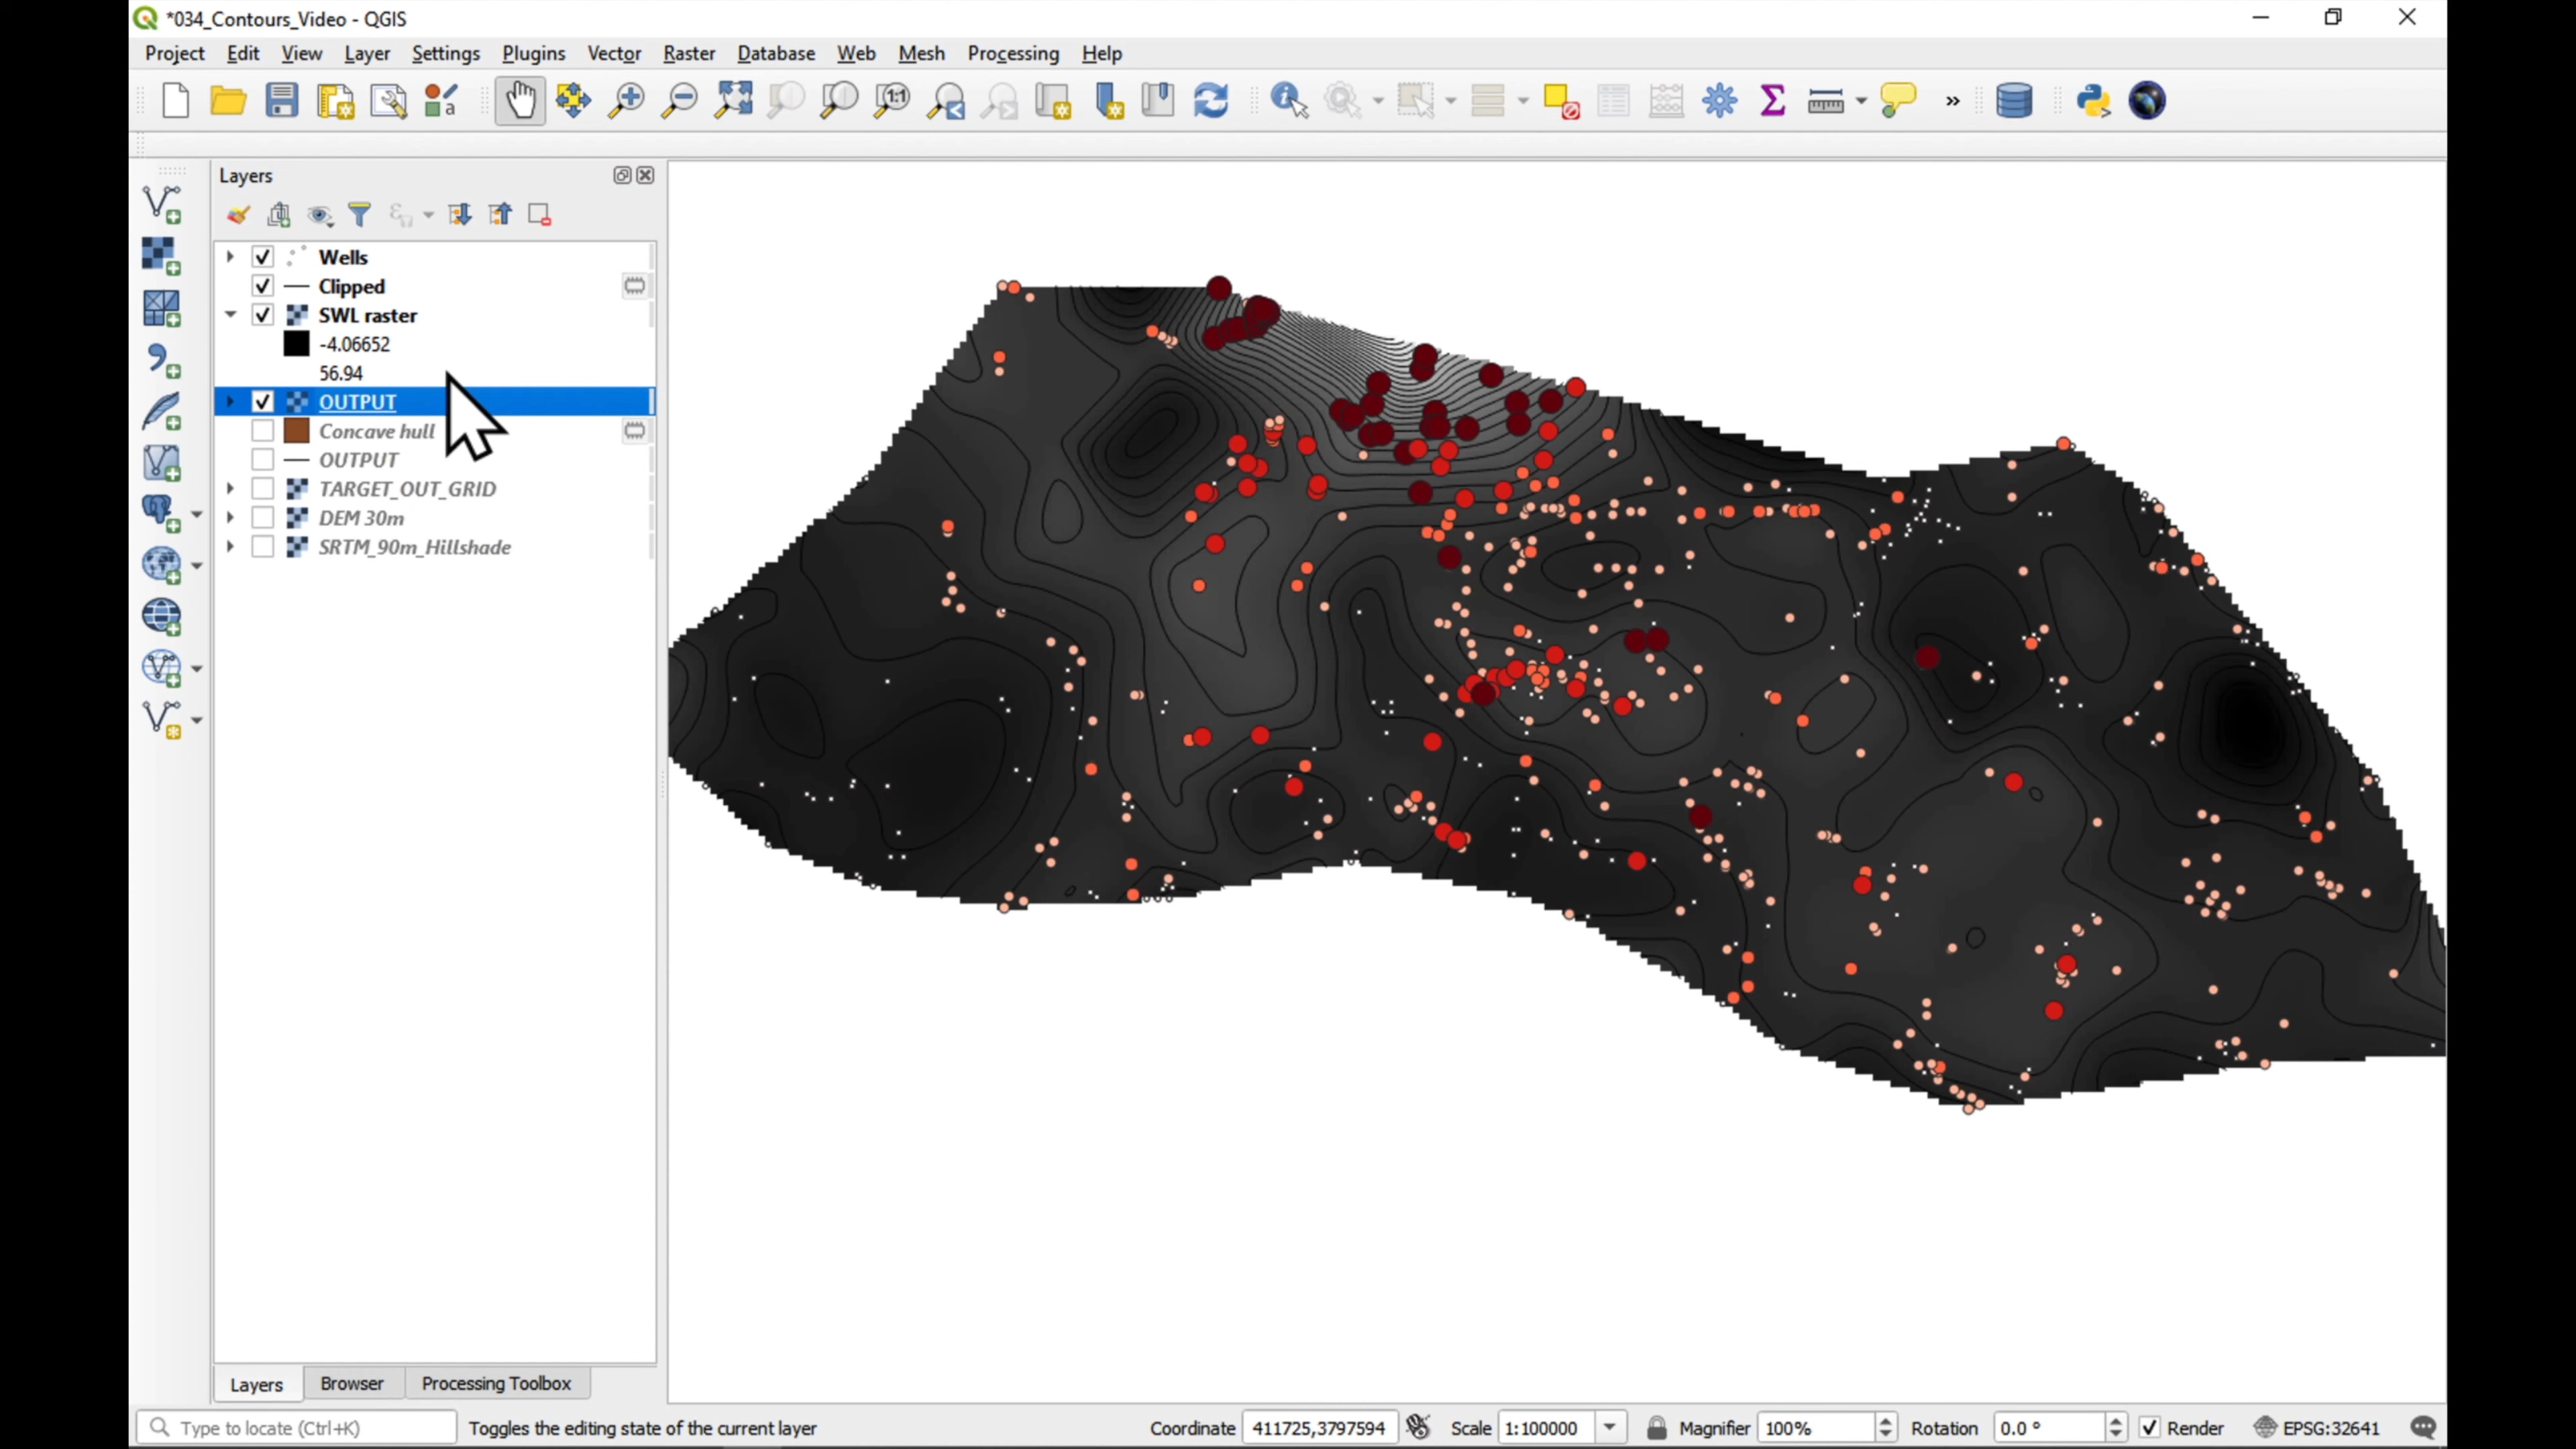 *034_Contours_Video - QGIS
Project Edit View Layer Settings Plugins Vector Raster Database Web Mesh Processing Help
1:1
a
Layers
Wells
Clipped
SWL raster
-4.06652
56.94
OUTPUT
Concave hull
OUTPUT
TARGET_OUT_GRID
DEM 30m
SRTM_90m_Hillshade
Layers Browser Processing Toolbox
Type to locate (Ctrl+K) Toggles the editing state of the current layer Coordinate 411725,3797594 Scale 1:100000 Magnifier 100% Rotation 0.0 ° Render EPSG:32641